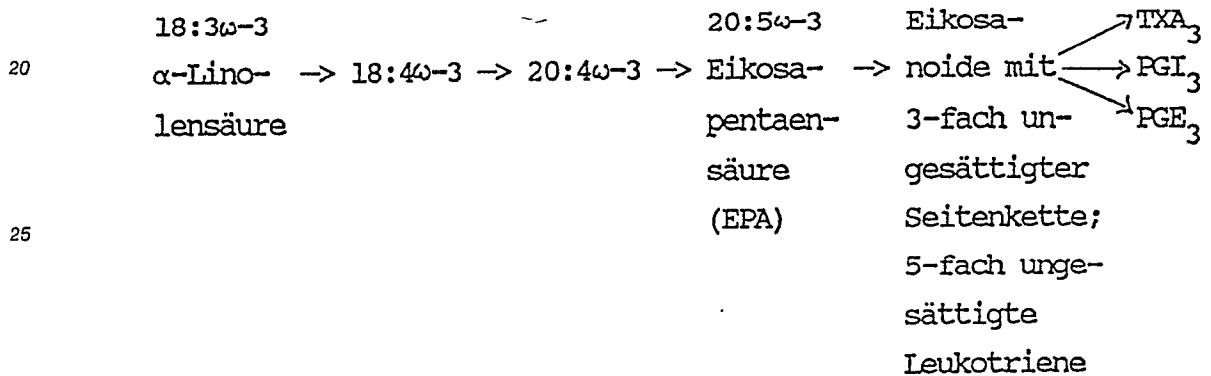 18:3ω-3 20:5ω-3 Eikosa- TXA₃
20 α-Lino- -> 18:4ω-3 -> 20:4ω-3 -> Eikosa- -> noide mit PGI₃
lensäure pentaen- 3-fach un- PGE₃
säure gesättigter
25 (EPA) Seitenkette;
5-fach unge-
sättigte
Leukotriene